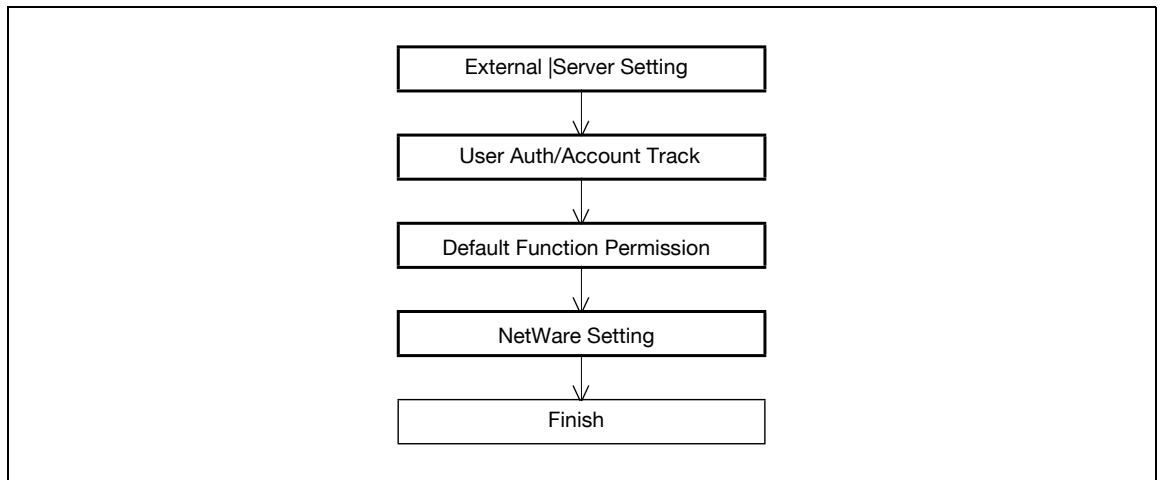 External |Server Setting
User Auth/Account Track
Default Function Permission
NetWare Setting
Finish